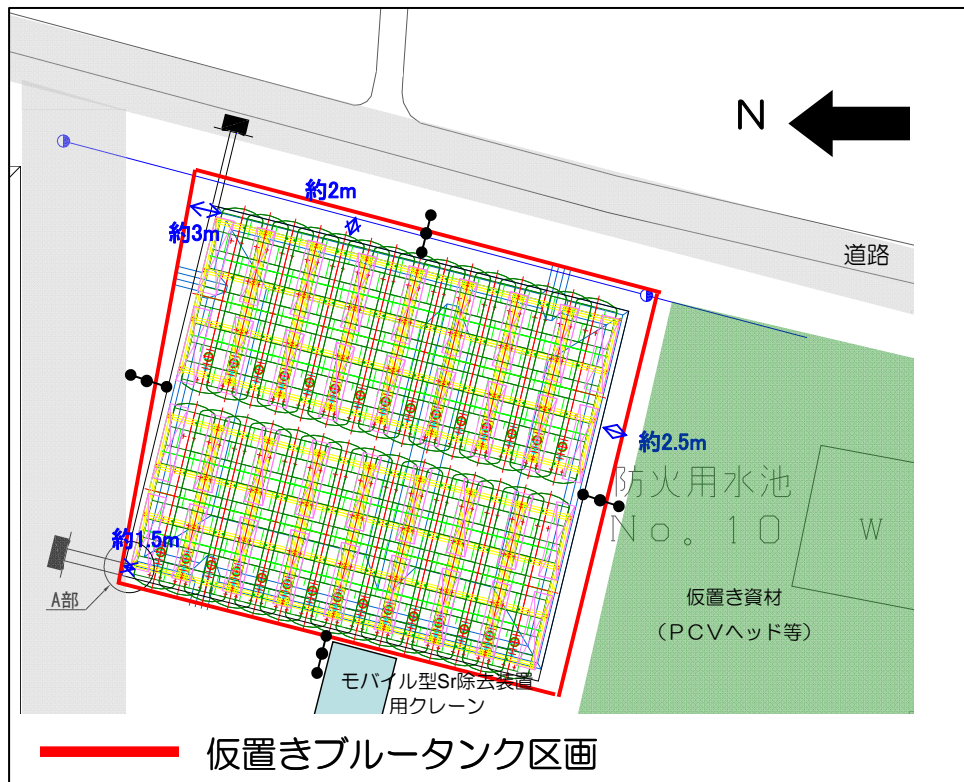 N
道路
約2m
約3m
約2.5m
防火用水池
No. 10 W
約1.5m
A部
仮置き資材
（PCVヘッド等）
モバイル型Sr除去装置
用クレーン
仮置きブルータンク区画